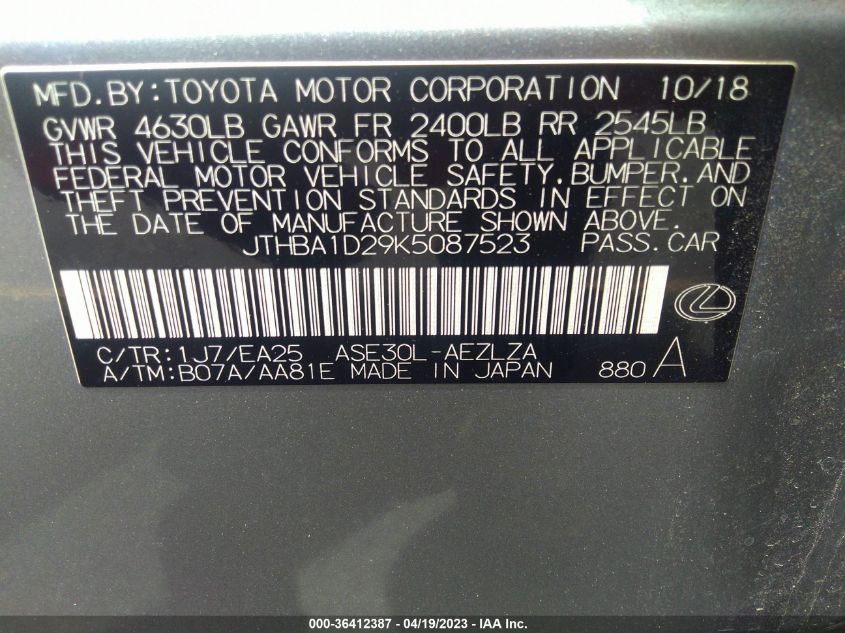 MFD.BY:TOYOTA MOTOR CORPORATION 10/18
GVWR 4630LB GAWR FR 2400LB RR 2545LB
THIS VEHICLE CONFORMS TO ALL APPLICABLE
FEDERAL MOTOR VEHICLE SAFETY,BUMPER,AND
THEFT PREVENTION STANDARDS IN EFFECT ON
THE DATE OF MANUFACTURE SHOWN ABOVE.
JTHBA1D29K5087523 PASS.CAR
C/TR:1J7/EA25 ASE30L-AEZLZA
A/TM:B07A/AA81E MADE IN JAPAN 880 A
000-36412387 - 04/19/2023 - IAA Inc.